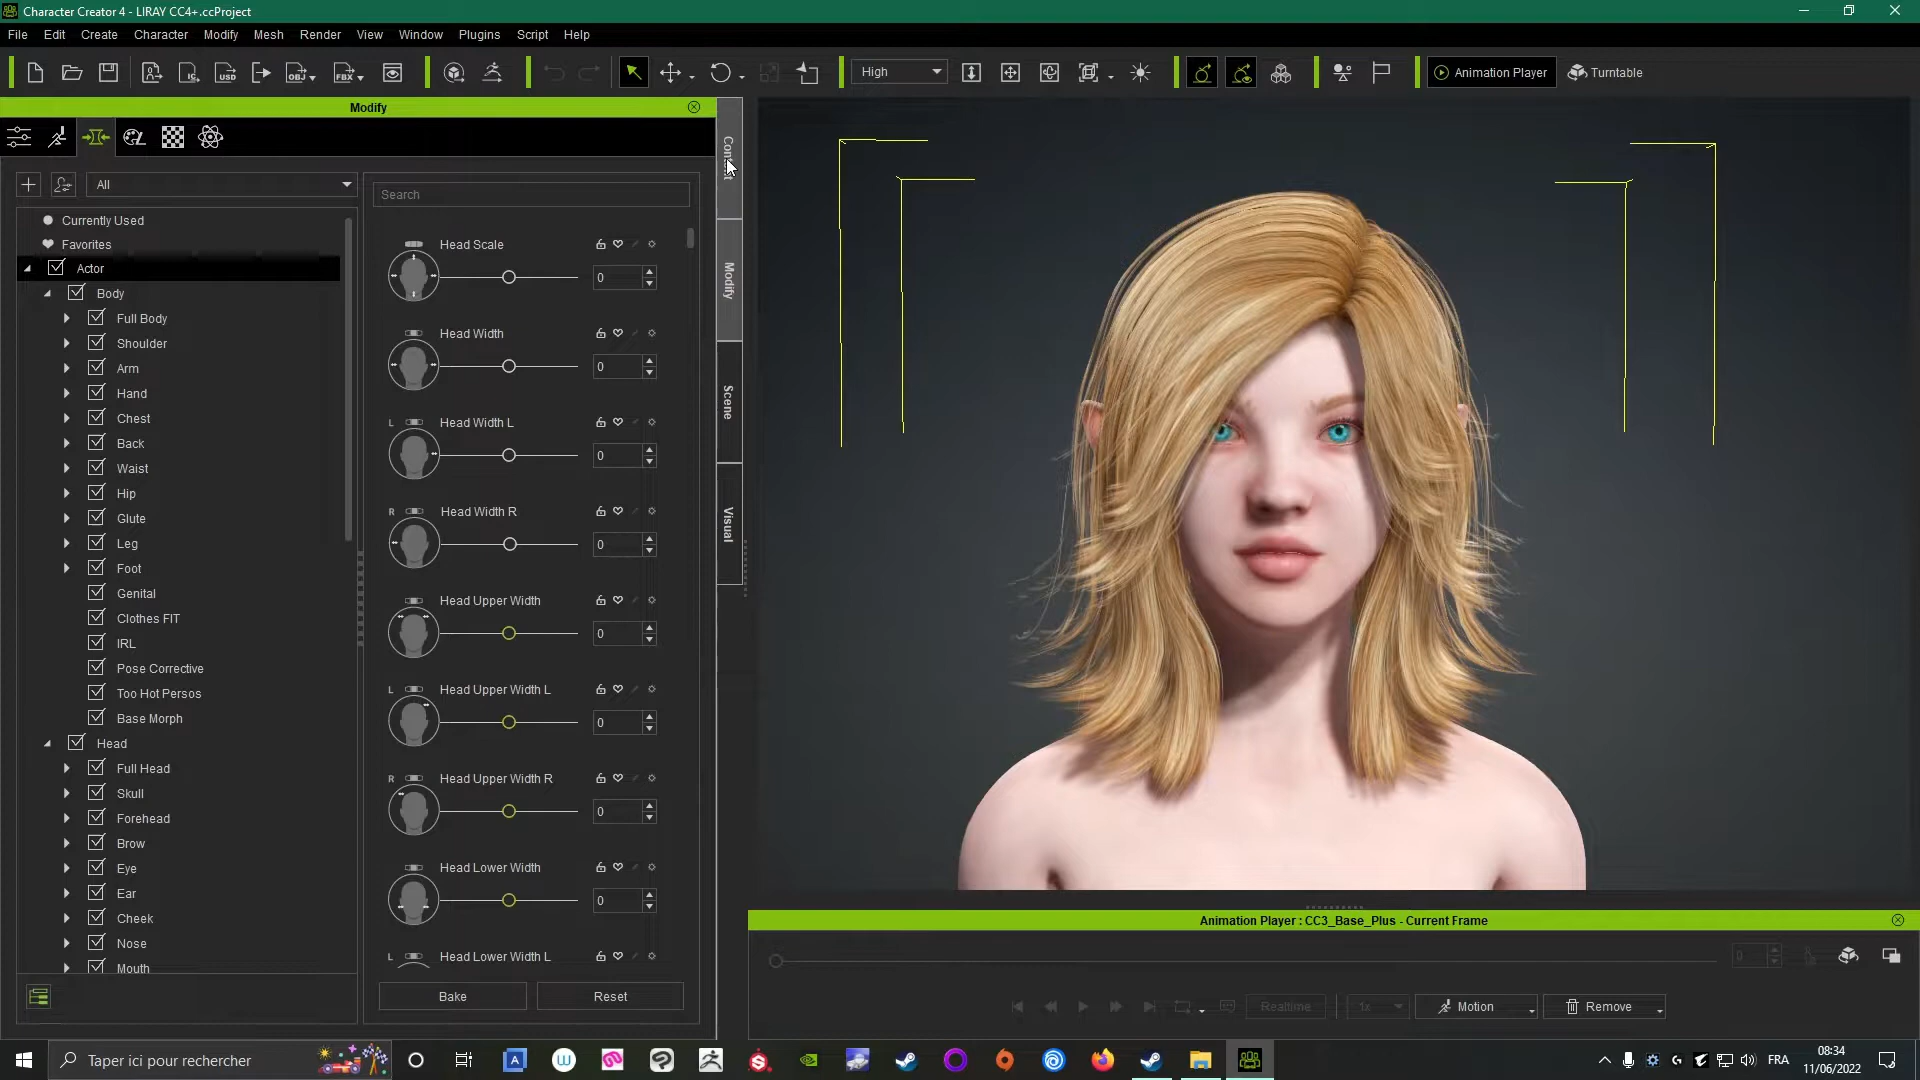 Character Creator 4 - LIRAY CC4+.ccProject
File Edit Create Character Modify Mesh Render View Window Plugins Script Help
IC USD OBJ FBX High Animation Player Turntable
Modify
All
Search
Currently Used
Favorites
Actor
Body
Full Body
Shoulder
Arm
Hand
Chest
Back
Waist
Hip
Glute
Leg
Foot
Genital
Clothes FIT
IRL
Pose Corrective
Too Hot Persos
Base Morph
Head
Full Head
Skull
Forehead
Brow
Eye
Ear
Cheek
Nose
Mouth
Head Scale
0
Head Width
0
L Head Width L
0
R Head Width R
0
Head Upper Width
0
L Head Upper Width L
0
R Head Upper Width R
0
Head Lower Width
0
L Head Lower Width L
Bake Reset
Modify
Scene
Visual
Animation Player : CC3_Base_Plus - Current Frame
0
Realtime 1x Motion Remove
Taper ici pour rechercher
FRA
08:34
11/06/2022